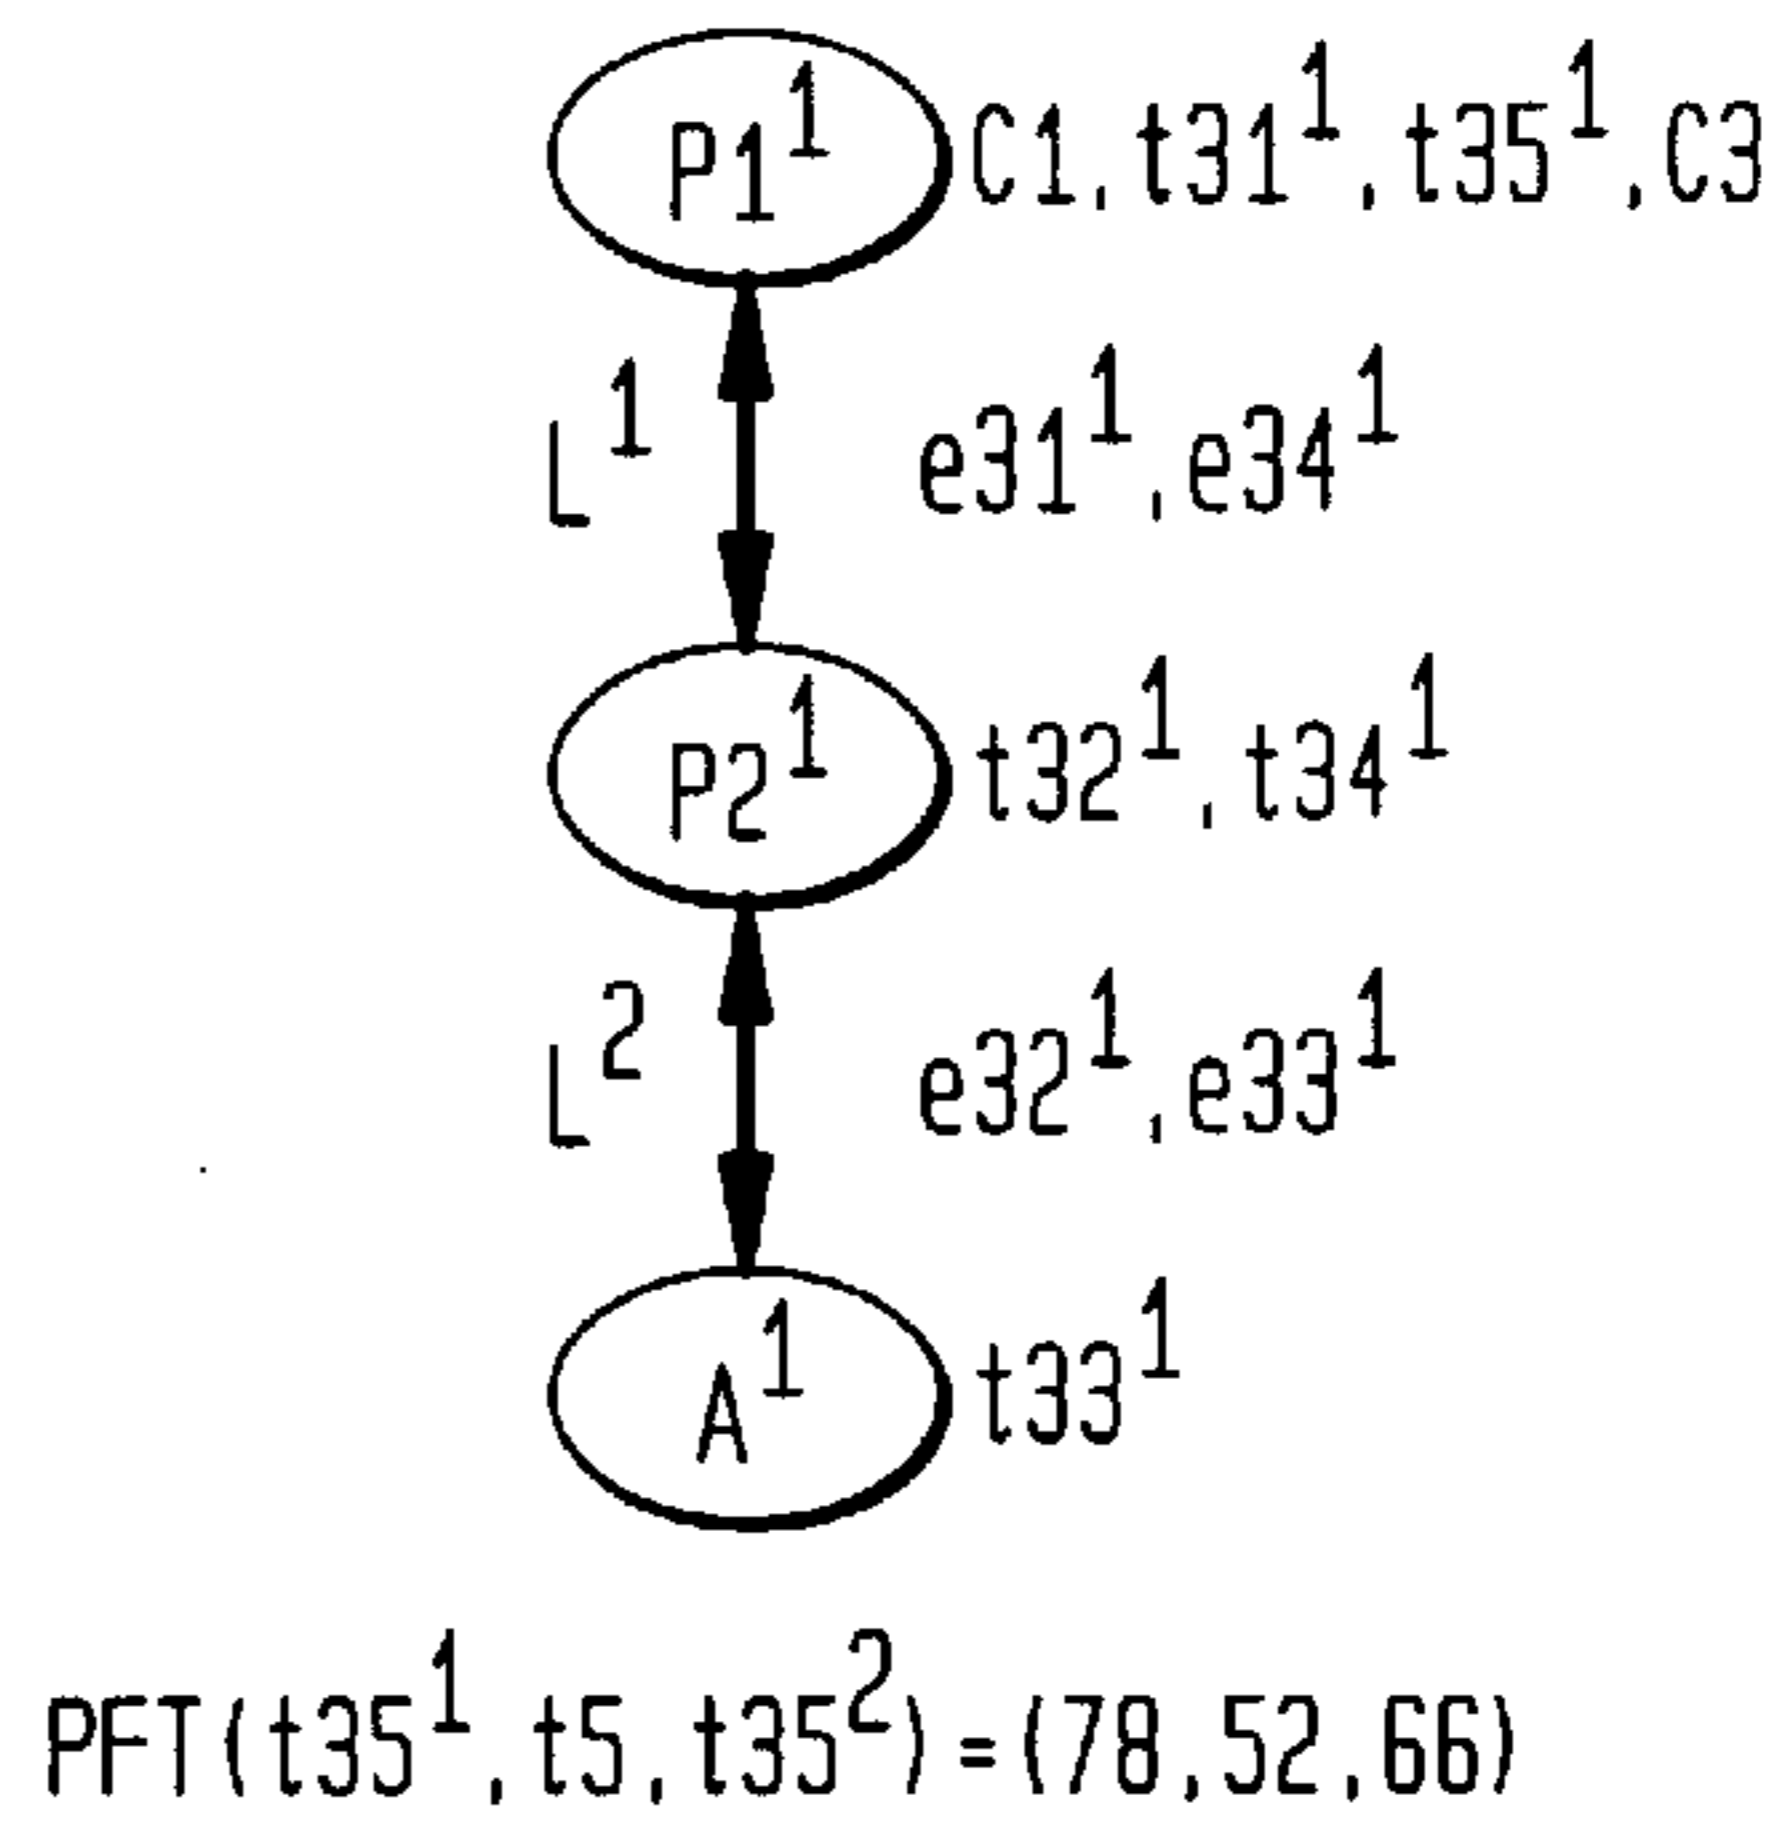 P1¹ C1, t31¹, t35¹, C3
L¹ e31¹, e34¹
P2¹ t32¹, t34¹
L² e32¹, e33¹
A¹ t33¹
PFT(t35¹, t5, t35²)=(78, 52, 66)